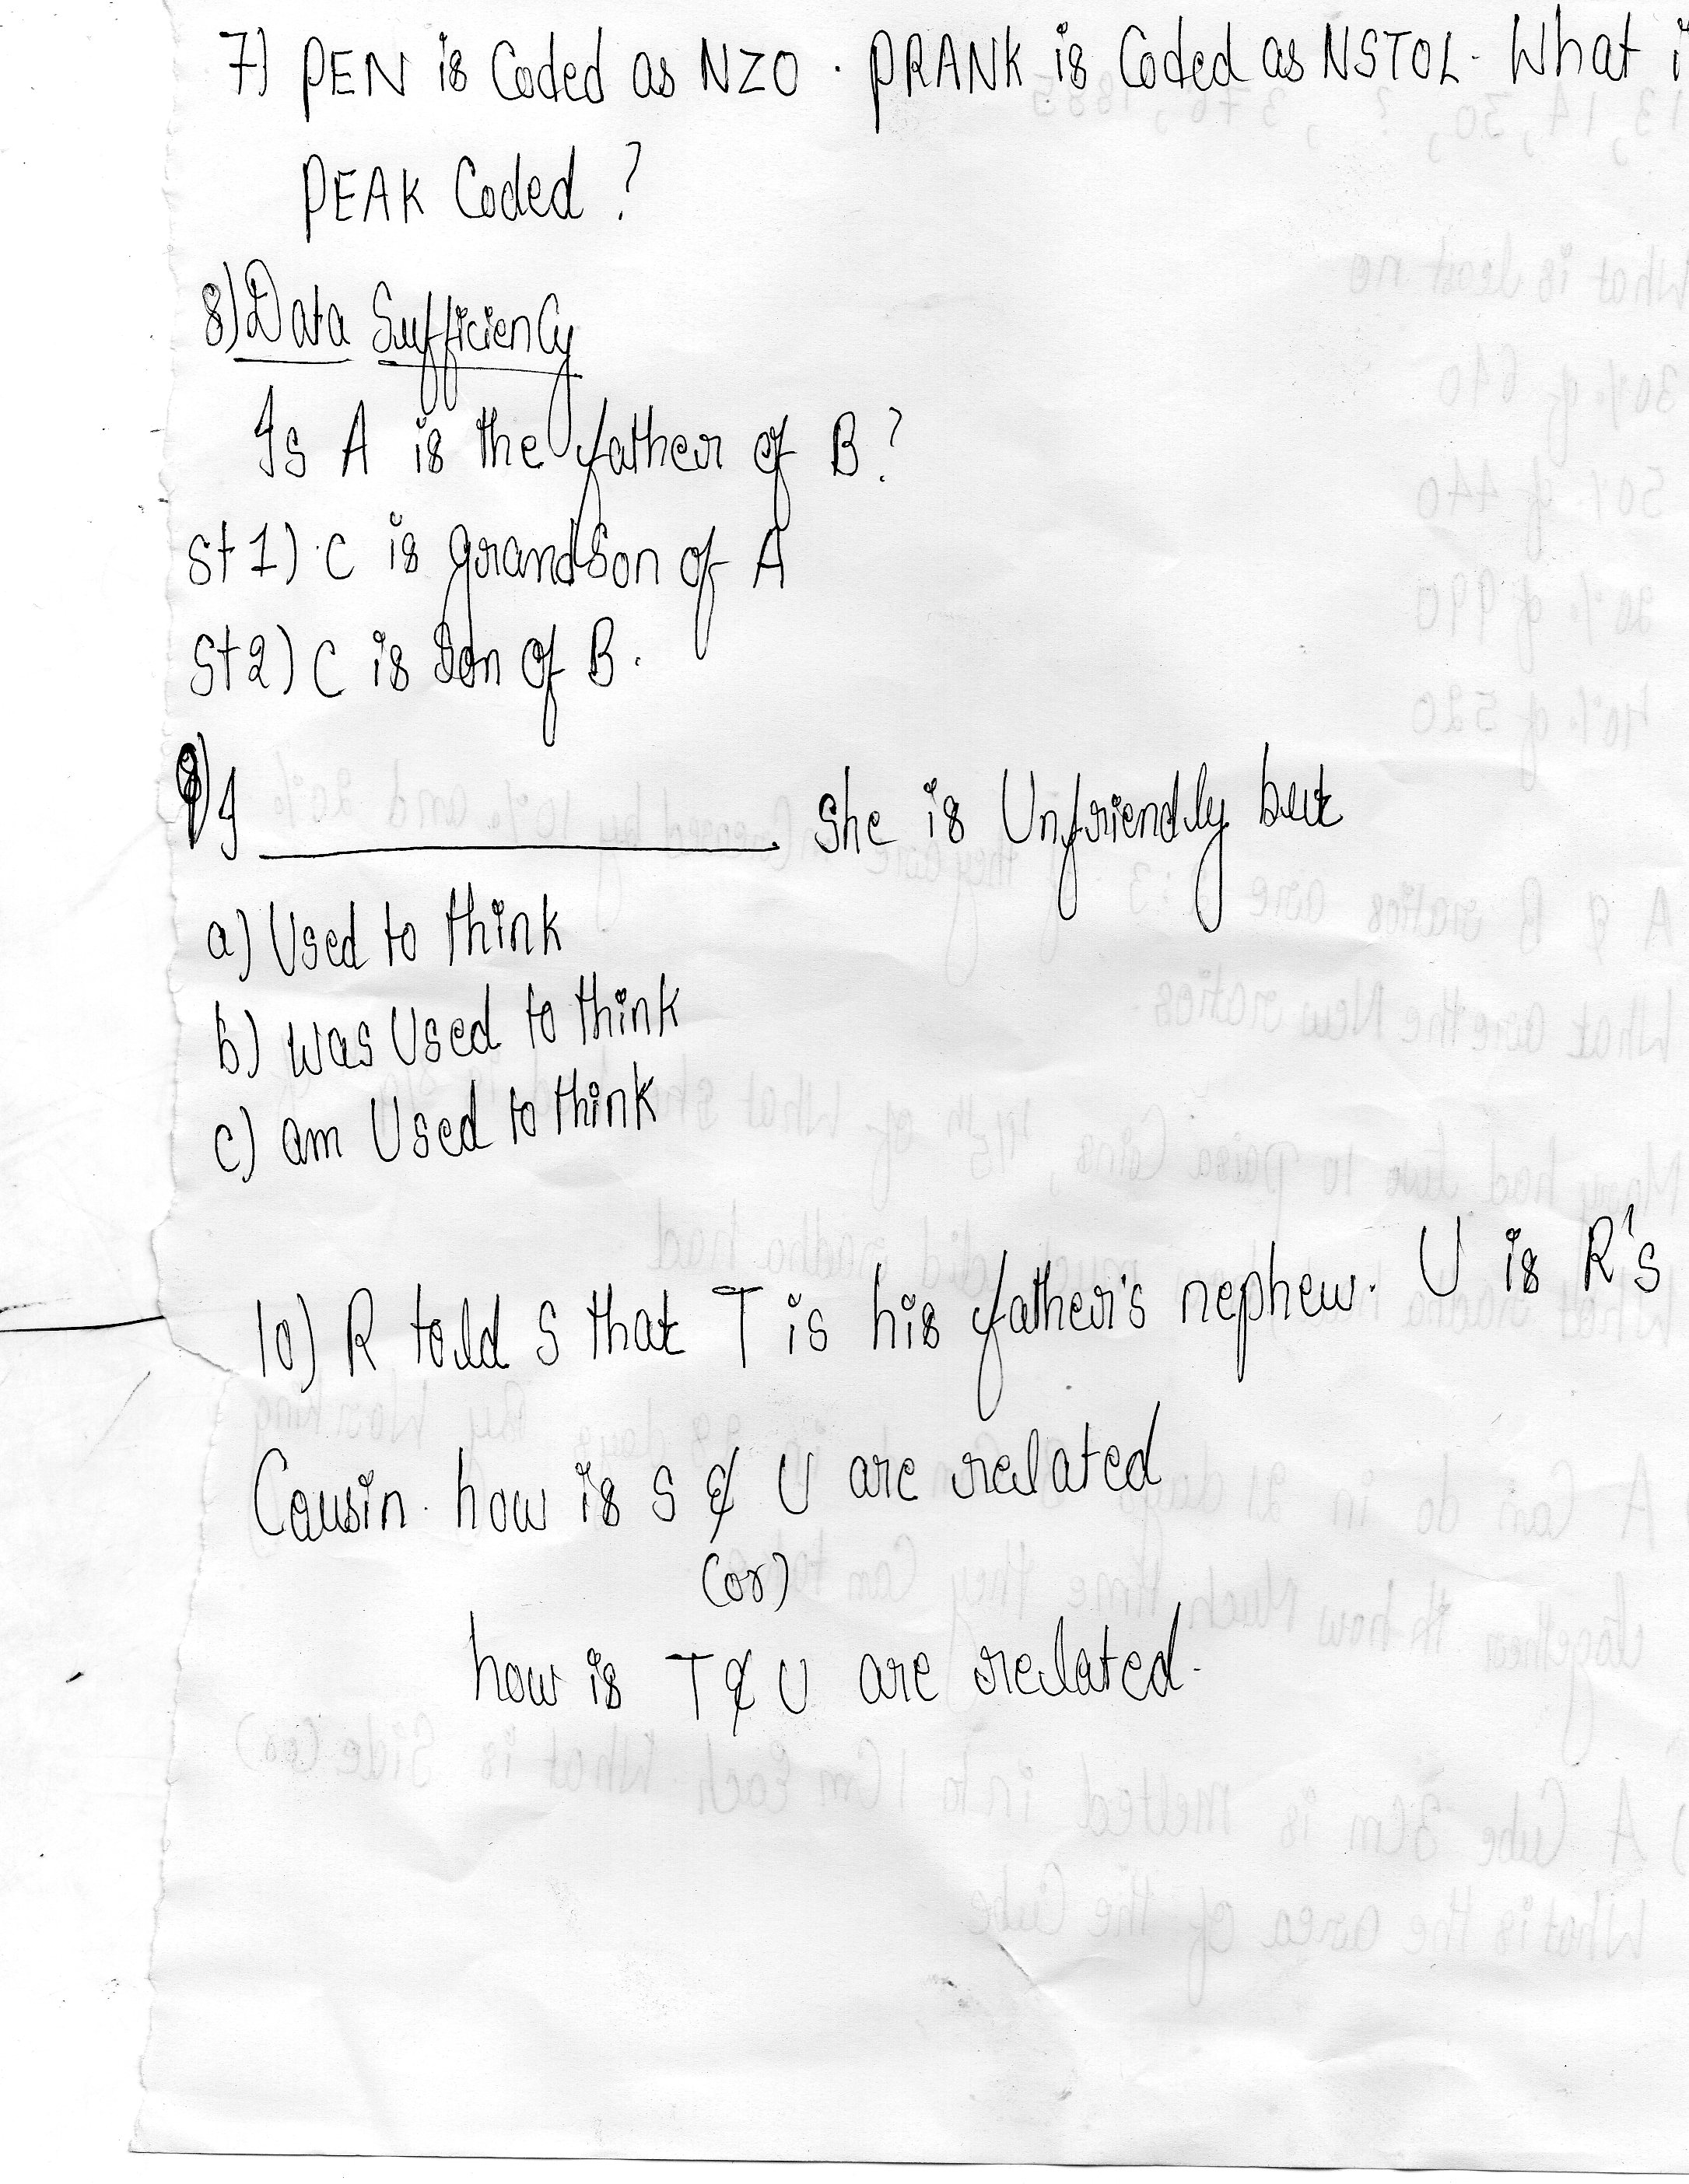 7) PEN is Coded as NZO. PRANK is Coded as NSTOL. What i
PEAK Coded ?
8) Data Sufficiency
Is A is the father of B?
St 1) C is grandson of A
St 2) C is Son of B.
9) I ________. She is Unfriendly but
a) Used to think
b) was Used to think
c) am Used to think
10) R told S that T is his father's nephew. U is R's
Causin. how is S & U are related
(or)
how is T & U are related.